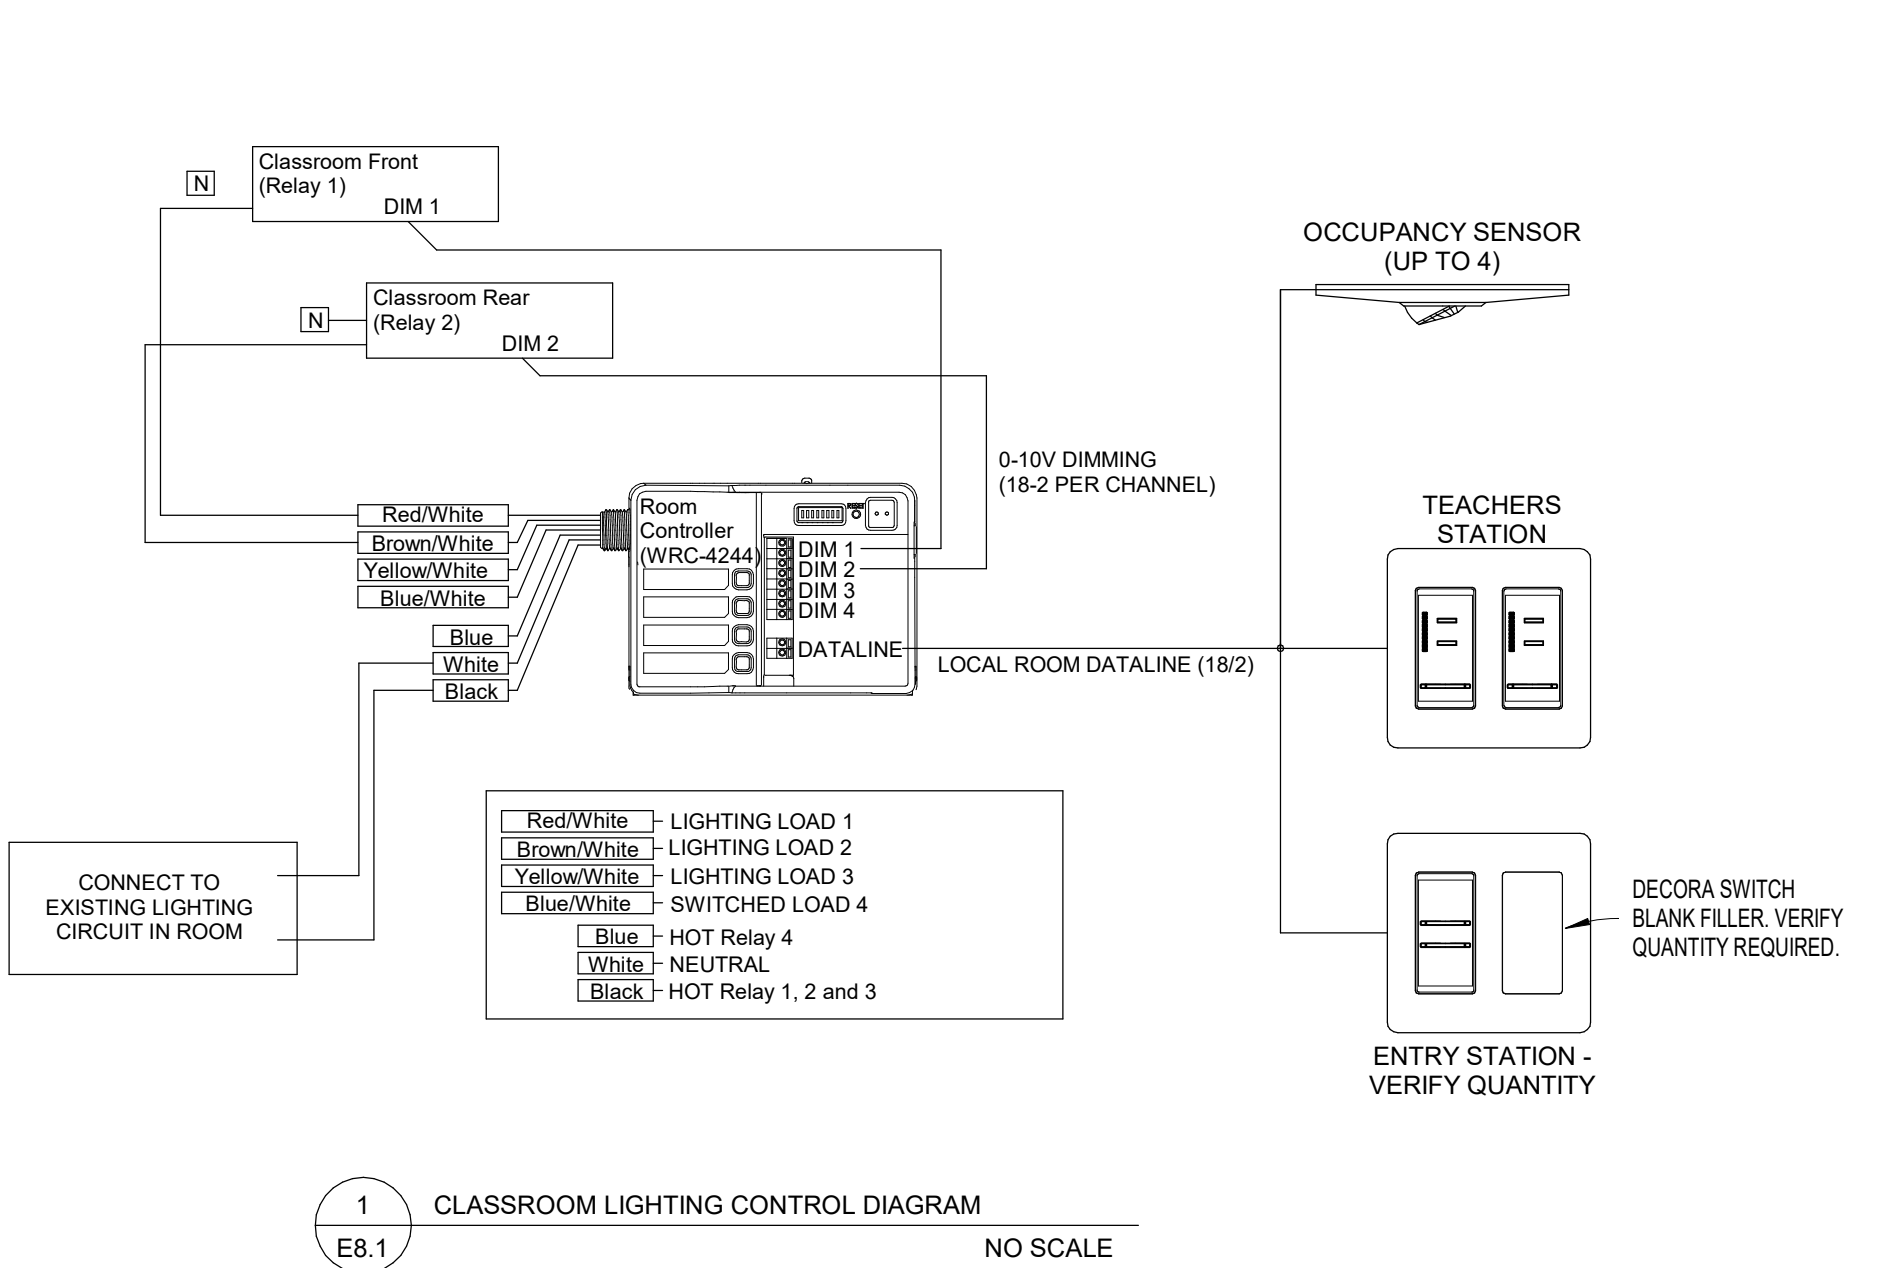 N
Classroom Front
(Relay 1)
DIM 1
N
Classroom Rear
(Relay 2)
DIM 2
OCCUPANCY SENSOR
(UP TO 4)
0-10V DIMMING
(18-2 PER CHANNEL)
Red/White
Brown/White
Yellow/White
Blue/White
Blue
White
Black
Room
Controller
(WRC-4244)
RESET
DIM 1
DIM 2
DIM 3
DIM 4
DATALINE
LOCAL ROOM DATALINE (18/2)
TEACHERS
STATION
CONNECT TO
EXISTING LIGHTING
CIRCUIT IN ROOM
Red/White LIGHTING LOAD 1
Brown/White LIGHTING LOAD 2
Yellow/White LIGHTING LOAD 3
Blue/White SWITCHED LOAD 4
Blue HOT Relay 4
White NEUTRAL
Black HOT Relay 1, 2 and 3
DECORA SWITCH
BLANK FILLER. VERIFY
QUANTITY REQUIRED.
ENTRY STATION -
VERIFY QUANTITY
1
E8.1
CLASSROOM LIGHTING CONTROL DIAGRAM
NO SCALE